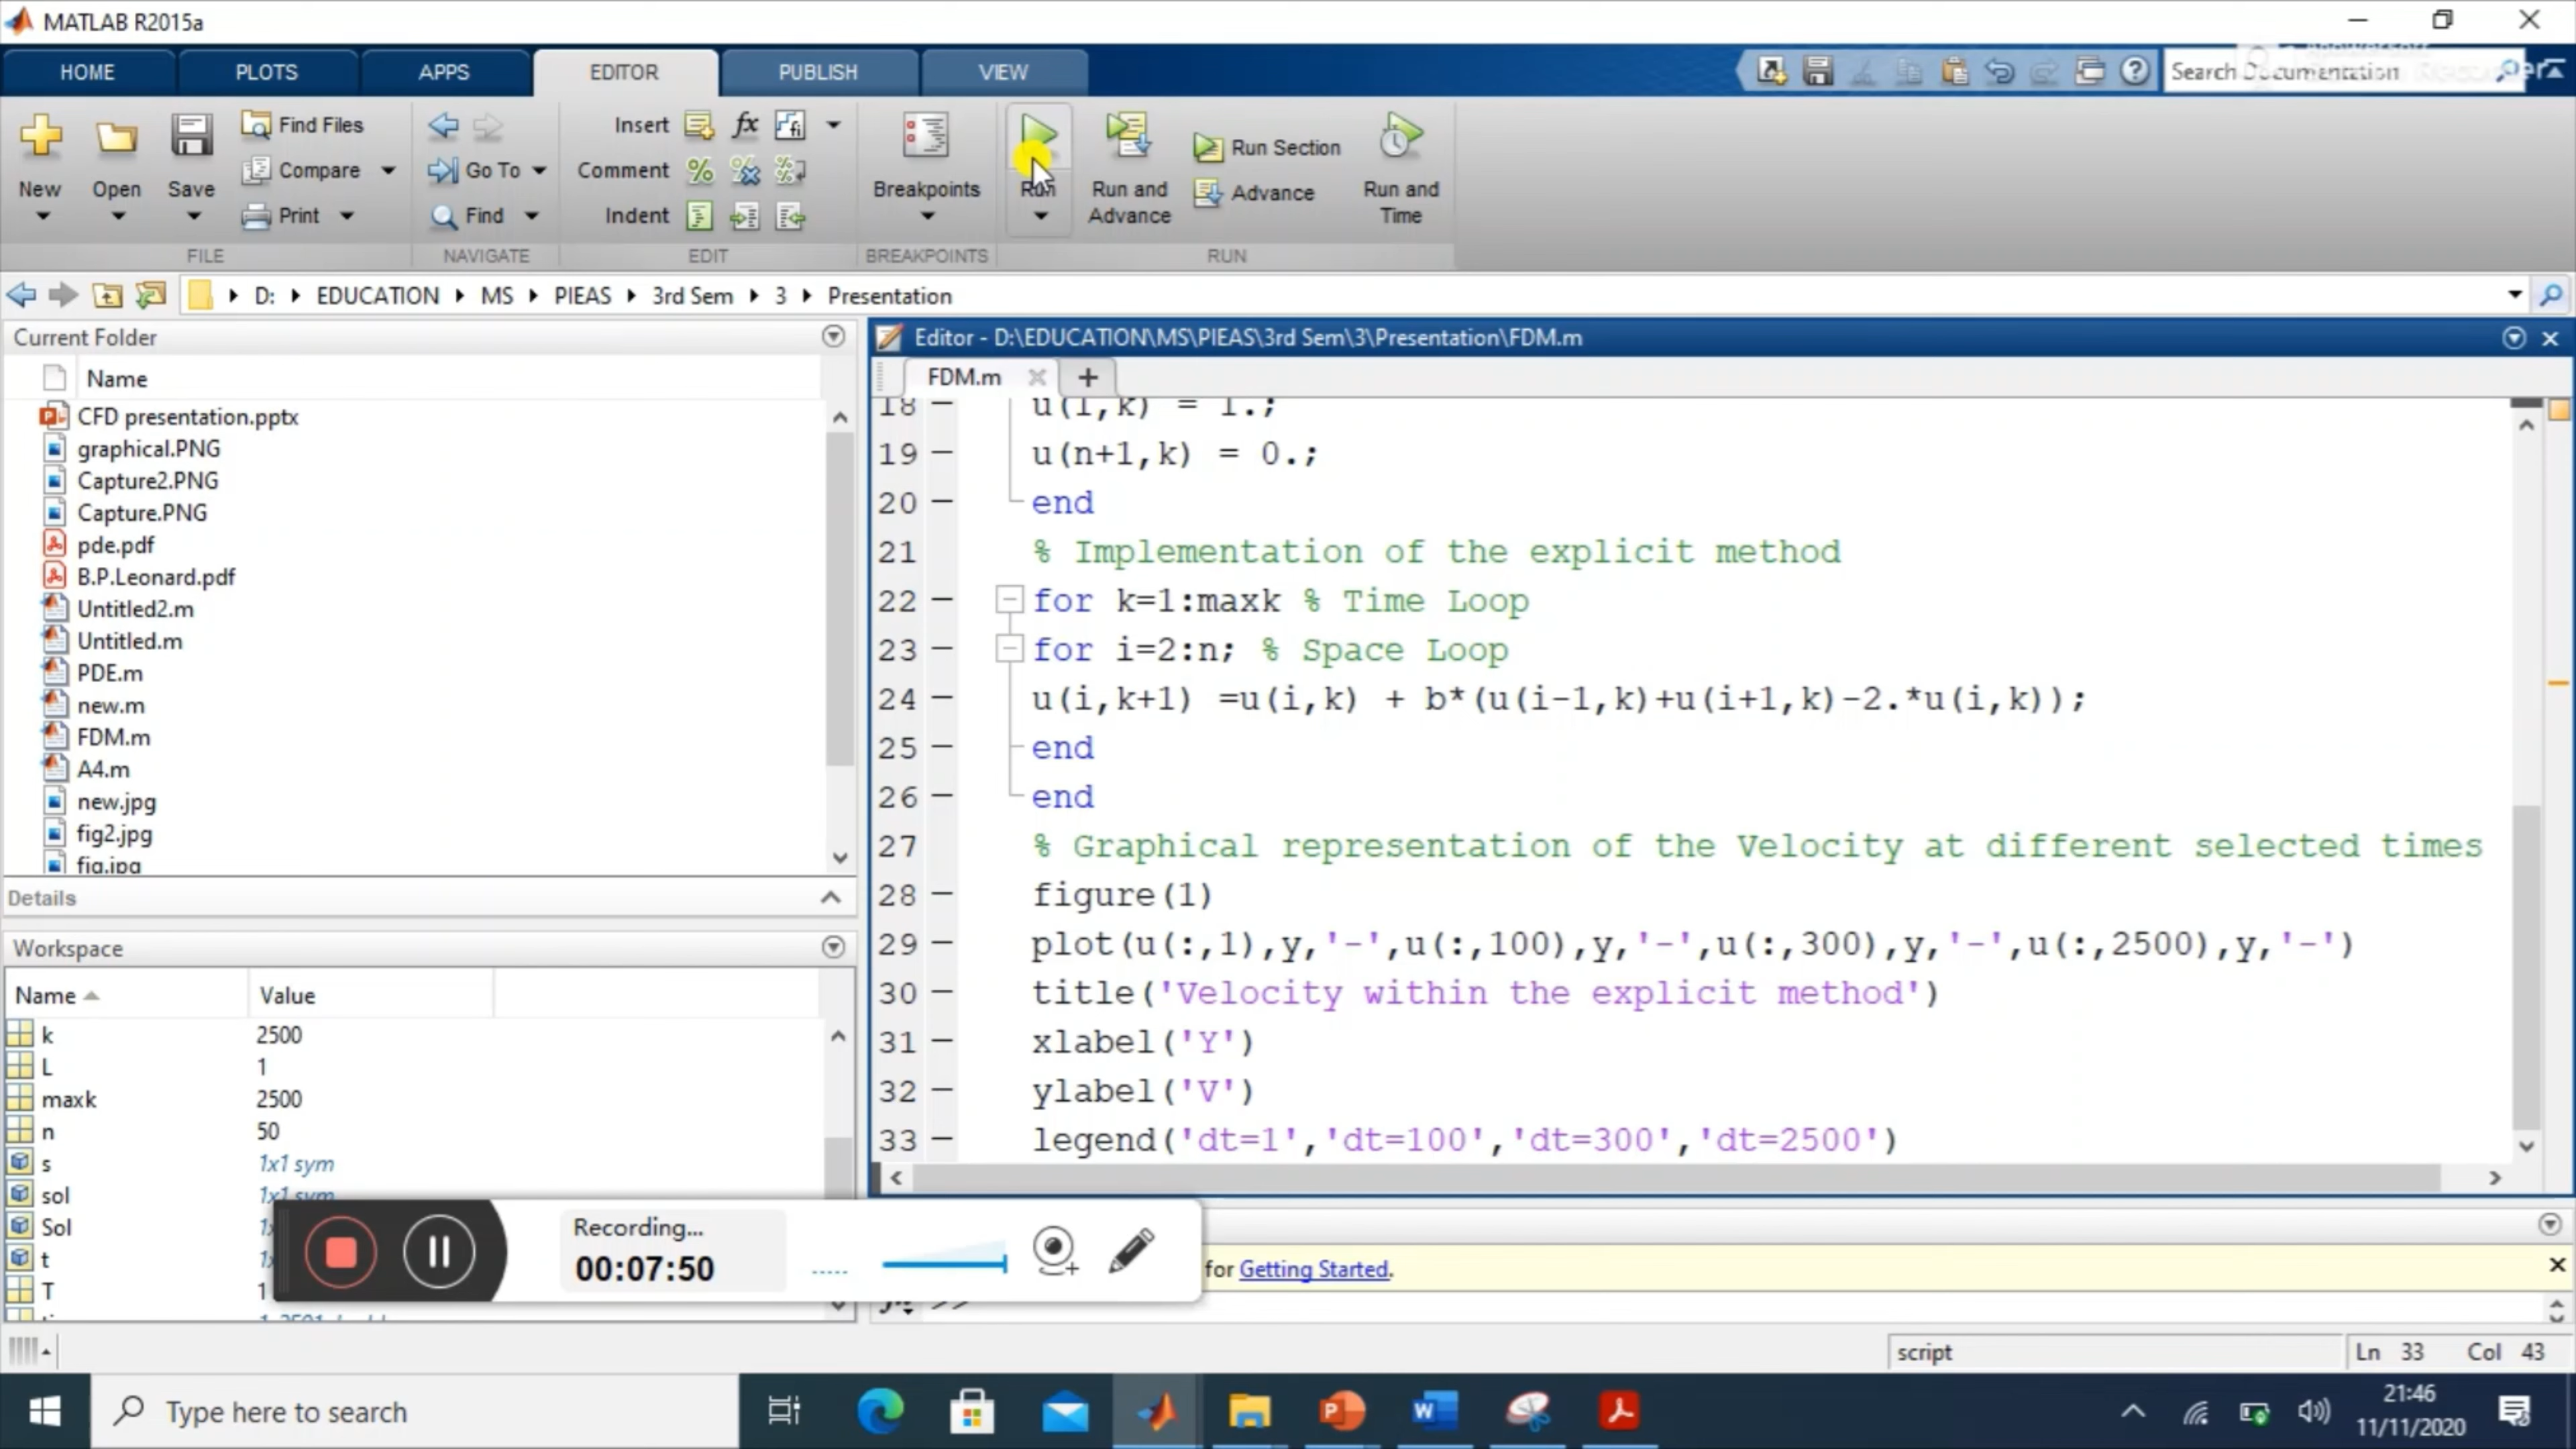 MATLAB R2015a
HOME PLOTS APPS EDITOR PUBLISH VIEW
Search Documentation
New Open Save
Find Files
Compare
Print
Go To
Find
Insert fx
Comment
Indent
Breakpoints
Run
Run and Advance
Run Section
Advance
Run and Time
FILE NAVIGATE EDIT BREAKPOINTS RUN
D: EDUCATION MS PIEAS 3rd Sem 3 Presentation
Current Folder
Name
CFD presentation.pptx
graphical.PNG
Capture2.PNG
Capture.PNG
pde.pdf
B.P.Leonard.pdf
Untitled2.m
Untitled.m
PDE.m
new.m
FDM.m
A4.m
new.jpg
fig2.jpg
fig.jpg
Details
Workspace
Name Value
k 2500
L 1
maxk 2500
n 50
s 1x1 sym
sol 1x1 sym
Sol
t
T 1
Editor - D:\EDUCATION\MS\PIEAS\3rd Sem\3\Presentation\FDM.m
FDM.m
18 u(1,k) = 1.;
19 u(n+1,k) = 0.;
20 end
21 % Implementation of the explicit method
22 for k=1:maxk % Time Loop
23 for i=2:n; % Space Loop
24 u(i,k+1) =u(i,k) + b*(u(i-1,k)+u(i+1,k)-2.*u(i,k));
25 end
26 end
27 % Graphical representation of the Velocity at different selected times
28 figure(1)
29 plot(u(:,1),y,'-',u(:,100),y,'-',u(:,300),y,'-',u(:,2500),y,'-')
30 title('Velocity within the explicit method')
31 xlabel('Y')
32 ylabel('V')
33 legend('dt=1','dt=100','dt=300','dt=2500')
Recording...
00:07:50
for Getting Started.
>>
script Ln 33 Col 43
Type here to search
21:46
11/11/2020